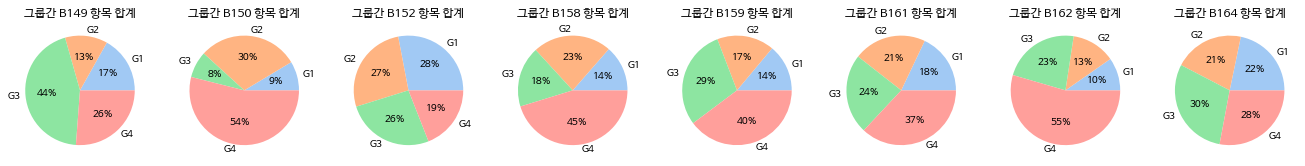 그룹간 B149 항목 합계
G1
17%
G2
13%
G3
44%
G4
26%
그룹간 B150 항목 합계
G1
9%
G2
30%
G3
8%
G4
54%
그룹간 B152 항목 합계
G1
28%
G2
27%
G3
26%
G4
19%
그룹간 B158 항목 합계
G1
14%
G2
23%
G3
18%
G4
45%
그룹간 B159 항목 합계
G1
14%
G2
17%
G3
29%
G4
40%
그룹간 B161 항목 합계
G1
18%
G2
21%
G3
24%
G4
37%
그룹간 B162 항목 합계
G1
10%
G2
13%
G3
23%
G4
55%
그룹간 B164 항목 합계
G1
22%
G2
21%
G3
30%
G4
28%